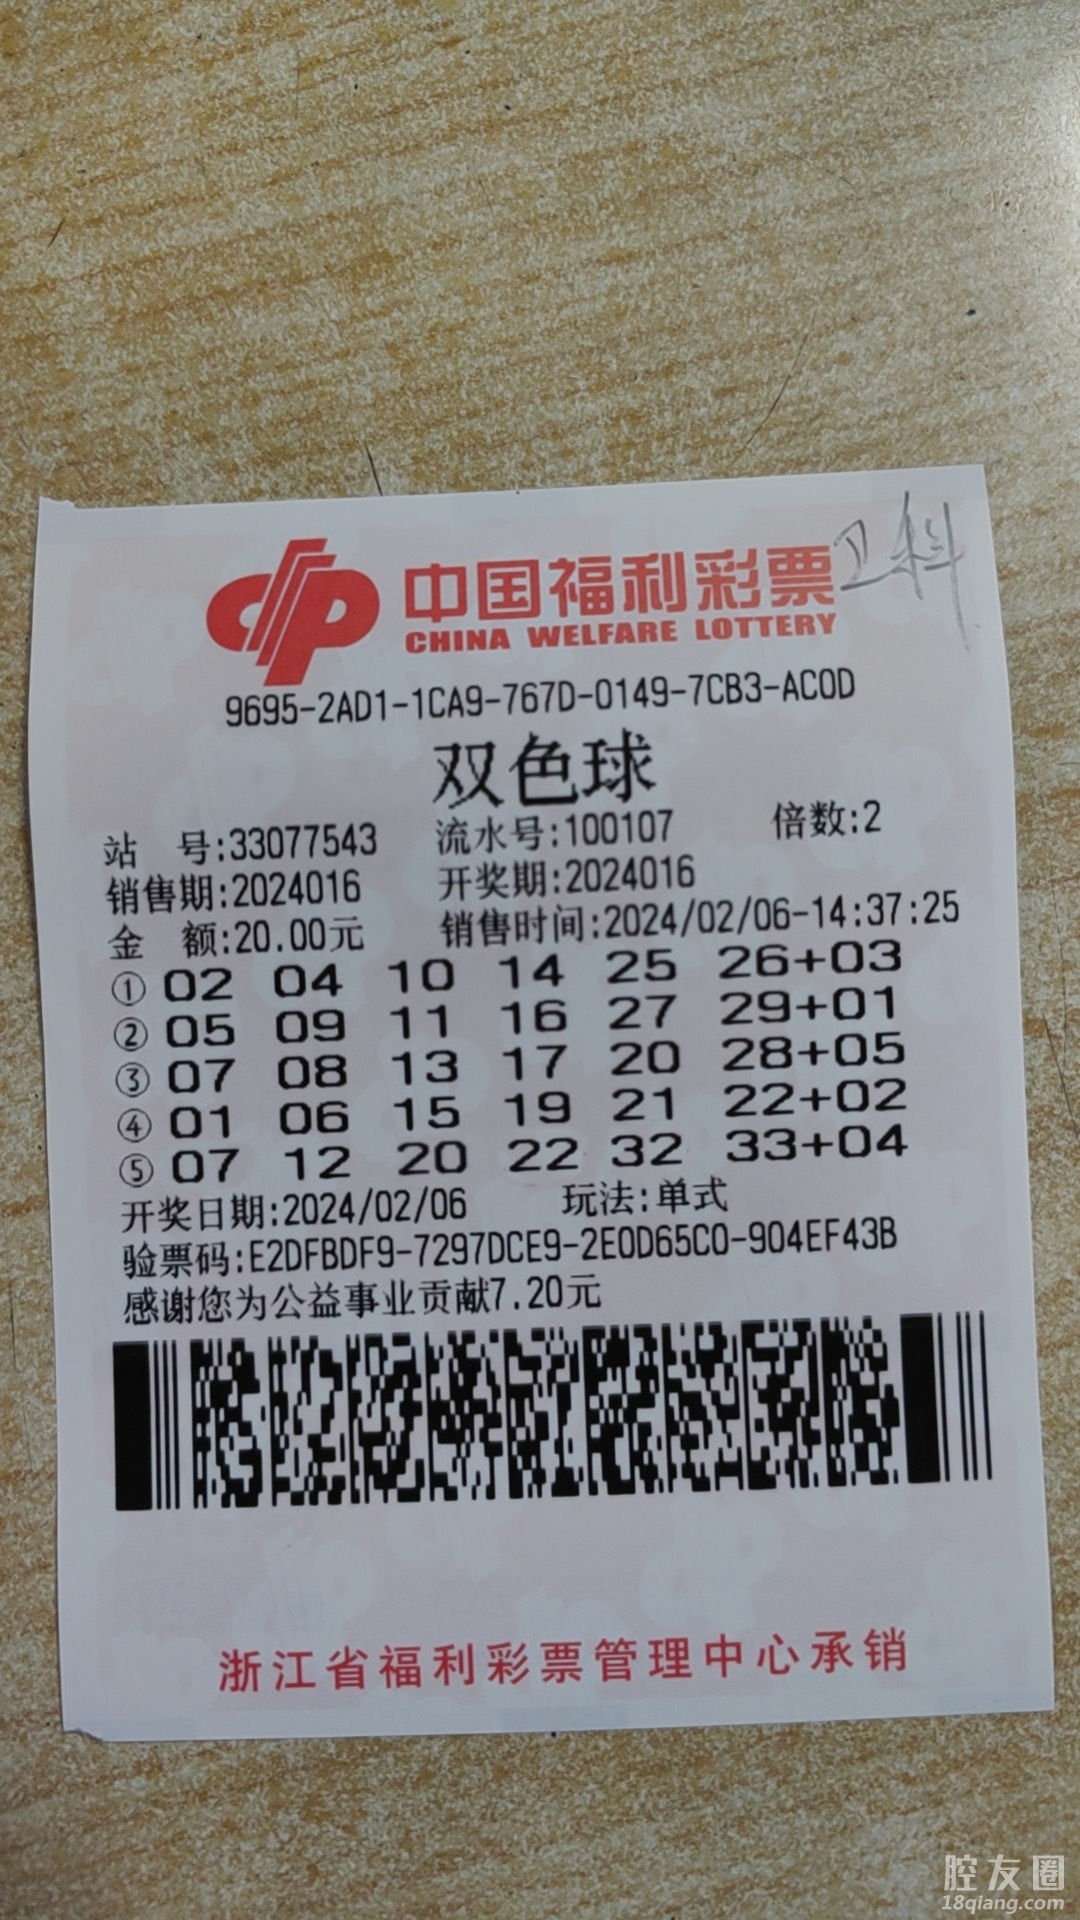 卫科
中国福利彩票
CHINA WELFARE LOTTERY
9695-2AD1-1CA9-767D-0149-7CB3-AC0D
双色球
站 号:33077543 流水号:100107 倍数:2
销售期:2024016 开奖期:2024016
金 额:20.00元 销售时间:2024/02/06-14:37:25
① 02 04 10 14 25 26+03
② 05 09 11 16 27 29+01
③ 07 08 13 17 20 28+05
④ 01 06 15 19 21 22+02
⑤ 07 12 20 22 32 33+04
开奖日期:2024/02/06 玩法:单式
验票码:E2DFBDF9-7297DCE9-2E0D65C0-904EF43B
感谢您为公益事业贡献7.20元
浙江省福利彩票管理中心承销
腔友圈
18qiang.com